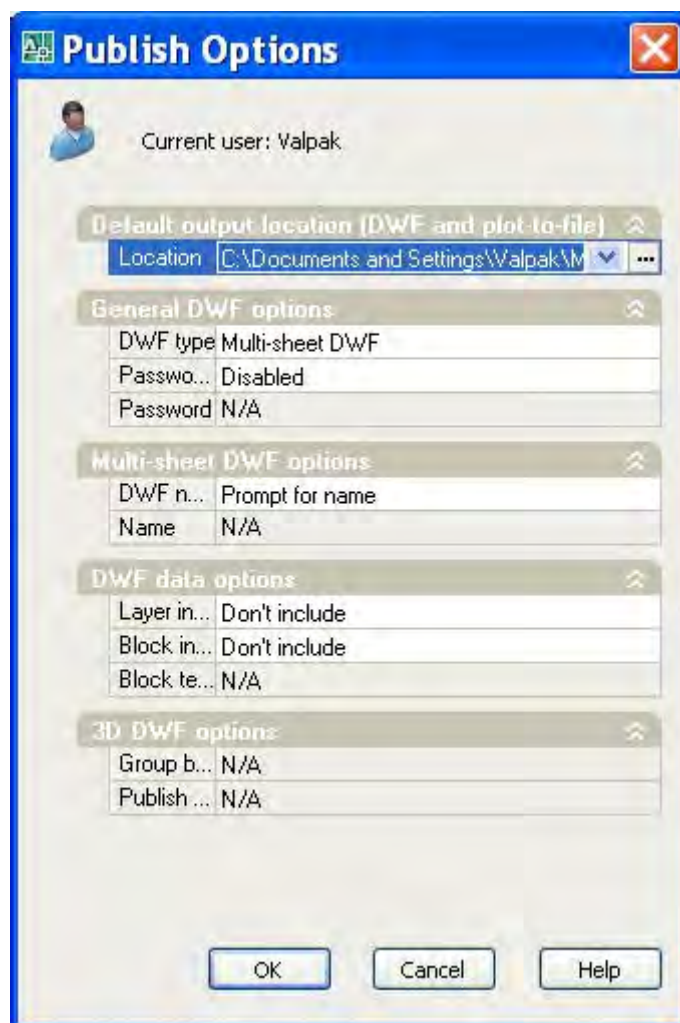 Publish Options
Current user: Valpak
Default output location (DWF and plot-to-file)
Location C:\Documents and Settings\Valpak\M ...
General DWF options
DWF type Multi-sheet DWF
Passwo... Disabled
Password N/A
Multi-sheet DWF options
DWF n... Prompt for name
Name N/A
DWF data options
Layer in... Don't include
Block in... Don't include
Block te... N/A
3D DWF options
Group b... N/A
Publish ... N/A
OK Cancel Help